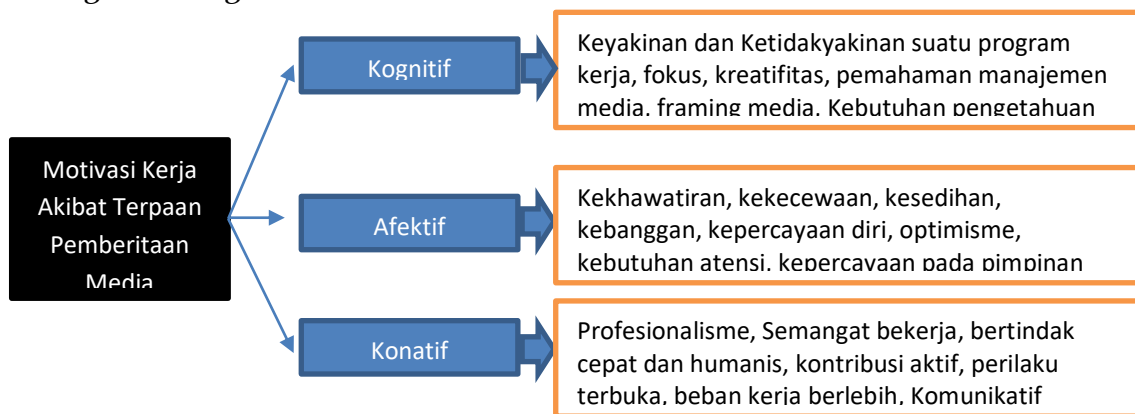 Motivasi Kerja
Akibat Terpaan
Pemberitaan
Media
Kognitif
Keyakinan dan Ketidakyakinan suatu program
kerja, fokus, kreatifitas, pemahaman manajemen
media, framing media, Kebutuhan pengetahuan
Afektif
Kekhawatiran, kekecewaan, kesedihan,
kebanggan, kepercayaan diri, optimisme,
kebutuhan atensi, kepercayaan pada pimpinan
Konatif
Profesionalisme, Semangat bekerja, bertindak
cepat dan humanis, kontribusi aktif, perilaku
terbuka, beban kerja berlebih, Komunikatif